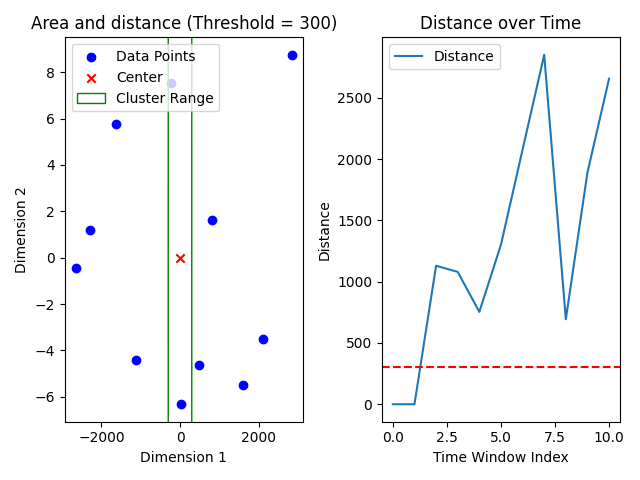 Area and distance (Threshold = 300)
Data Points
Center
Cluster Range
8
6
4
2
0
−2
−4
−6
Dimension 2
−2000
0
2000
Dimension 1
Distance over Time
Distance
2500
2000
1500
1000
500
0
Distance
0.0
2.5
5.0
7.5
10.0
Time Window Index